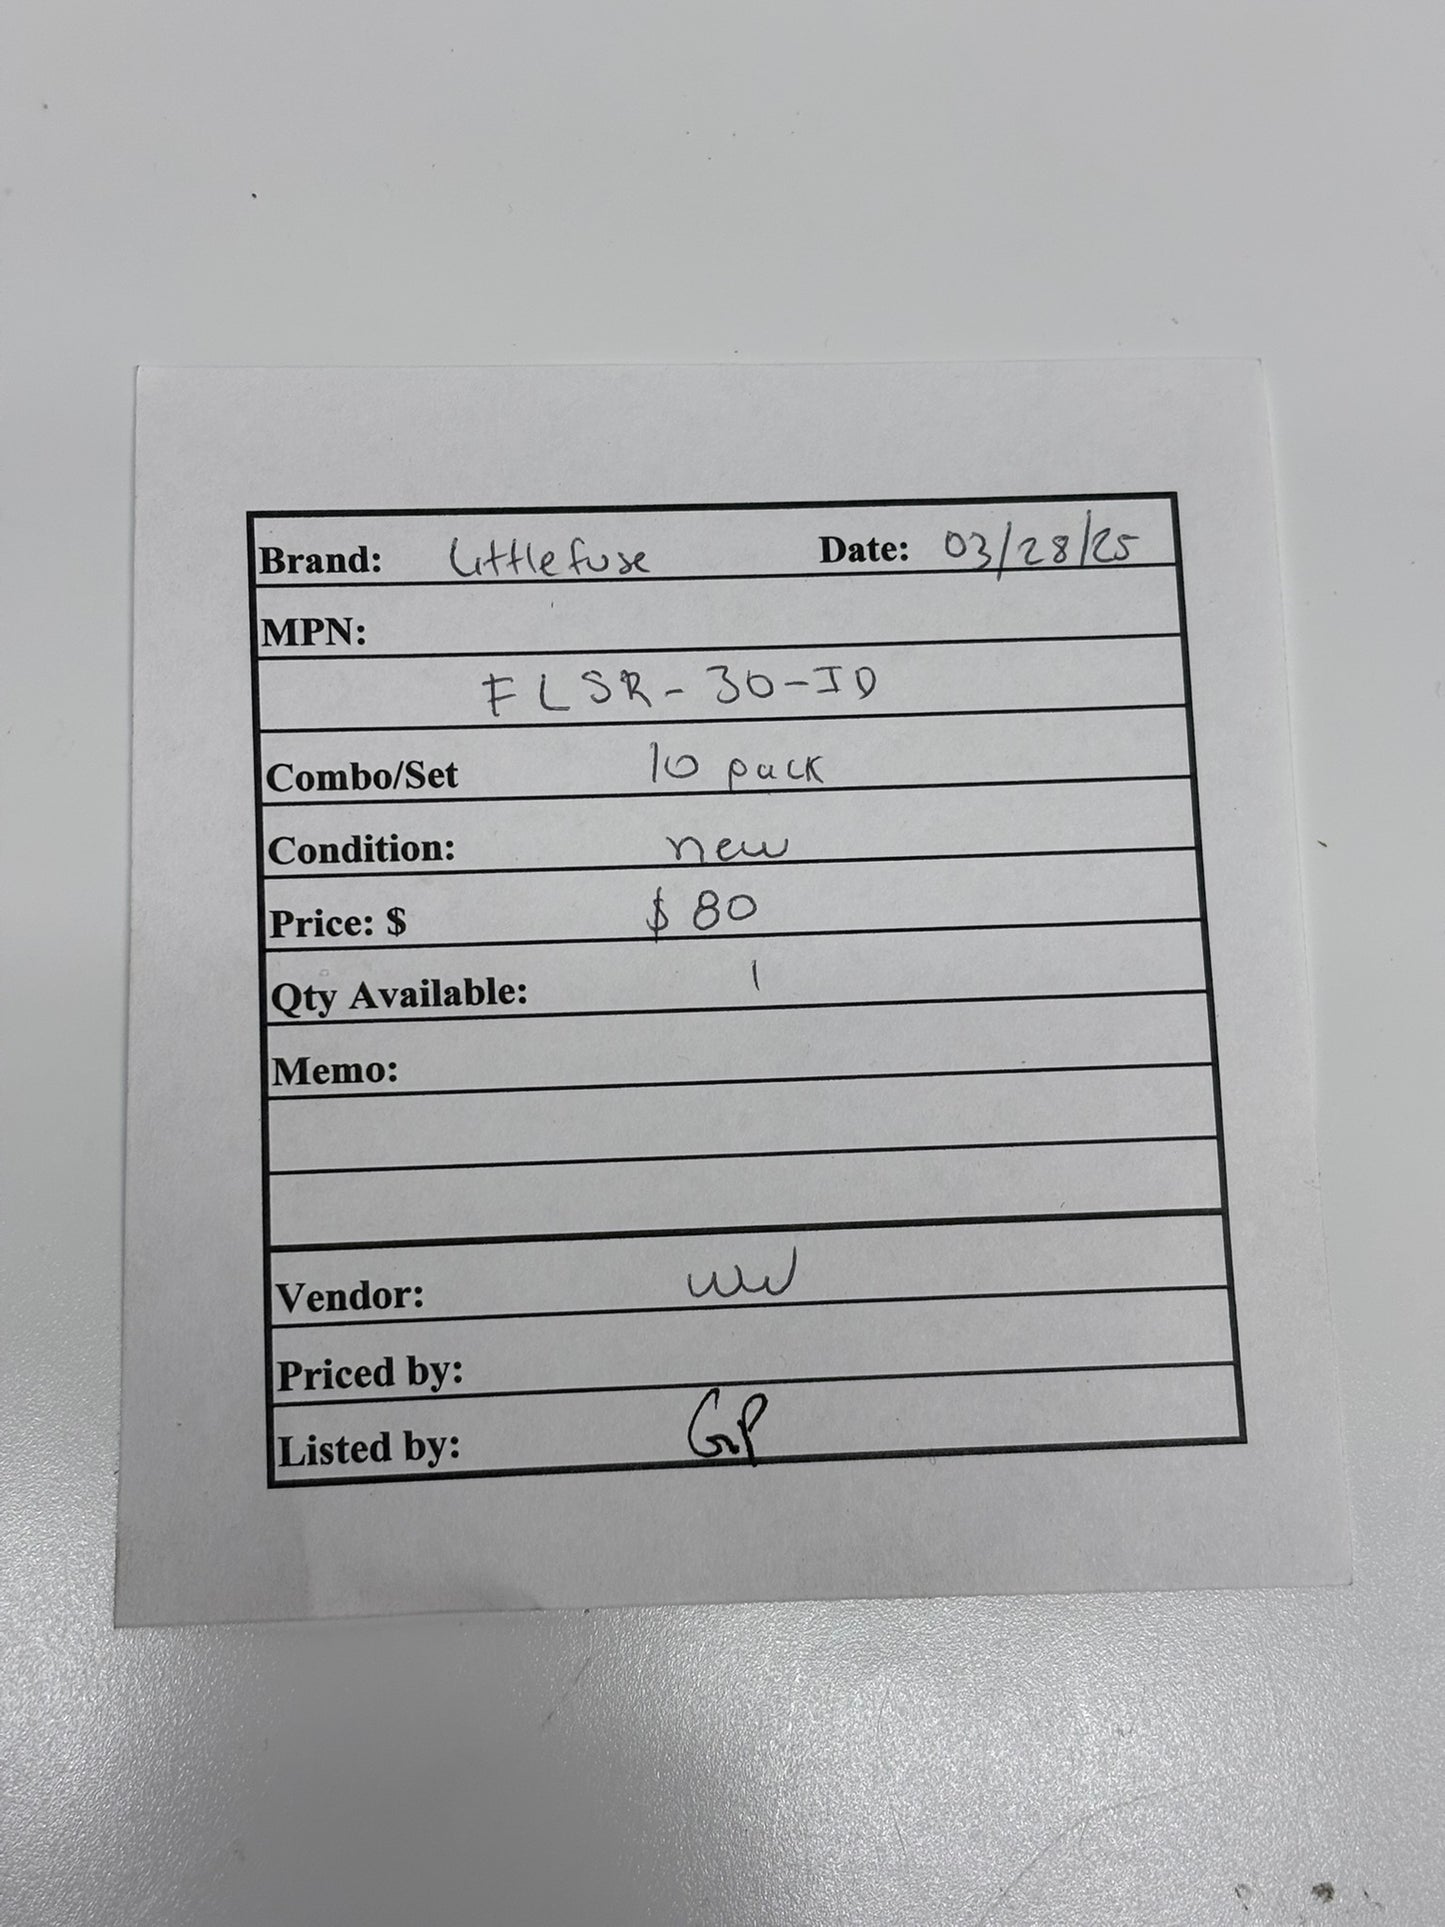 Brand: Littlefuse Date: 03/28/25
MPN:
FLSR-30-ID
Combo/Set 10 pack
Condition: new
Price: $ $80
Qty Available: 1
Memo:
Vendor:
Priced by:
Listed by: GP